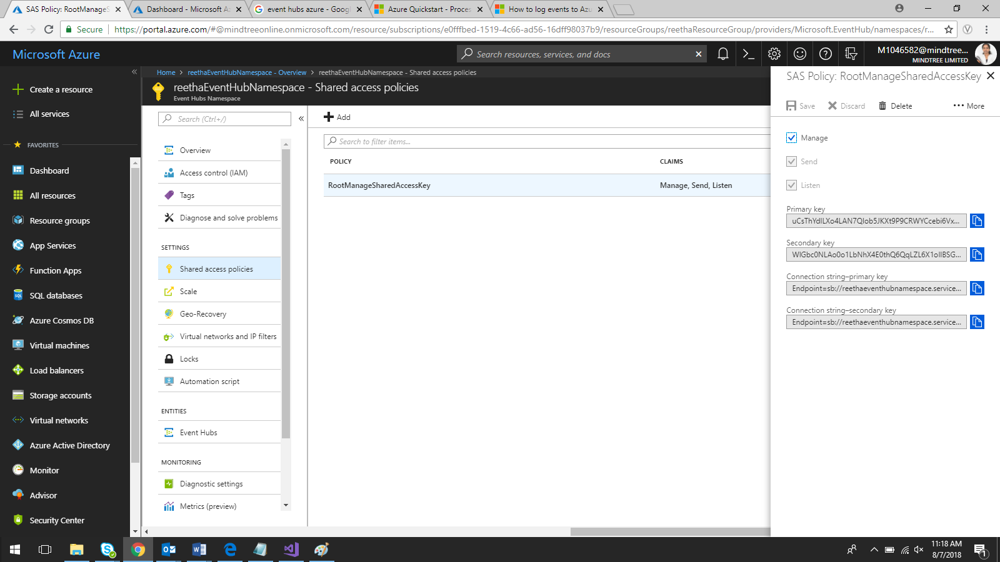 SAS Policy: RootManageS
Dashboard - Microsoft Az
event hubs azure - Googl
Azure Quickstart - Proces
How to log events to Azu
Secure
https://portal.azure.com/#@mindtreeonline.onmicrosoft.com/resource/subscriptions/e0fffbed-1519-4c66-ad56-16dff98037b9/resourceGroups/reethaResourceGroup/providers/Microsoft.EventHub/namespaces/r...
Microsoft Azure
Search resources, services, and docs
M1046582@mindtree...
MINDTREE LIMITED
Home > reethaEventHubNamespace - Overview > reethaEventHubNamespace - Shared access policies
reethaEventHubNamespace - Shared access policies
Event Hubs Namespace
SAS Policy: RootManageSharedAccessKey
Create a resource
All services
FAVORITES
Dashboard
All resources
Resource groups
App Services
Function Apps
SQL databases
Azure Cosmos DB
Virtual machines
Load balancers
Storage accounts
Virtual networks
Azure Active Directory
Monitor
Advisor
Security Center
Search (Ctrl+/)
Overview
Access control (IAM)
Tags
Diagnose and solve problems
SETTINGS
Shared access policies
Scale
Geo-Recovery
Virtual networks and IP filters
Locks
Automation script
ENTITIES
Event Hubs
MONITORING
Diagnostic settings
Metrics (preview)
Add
Search to filter items...
POLICY CLAIMS
RootManageSharedAccessKey Manage, Send, Listen
Save Discard Delete More
Manage
Send
Listen
Primary key
Secondary key
Connection string–primary key
Endpoint=sb://reethaeventhubnamespace.service...
Connection string–secondary key
Endpoint=sb://reethaeventhubnamespace.service...
11:18 AM
8/7/2018
1